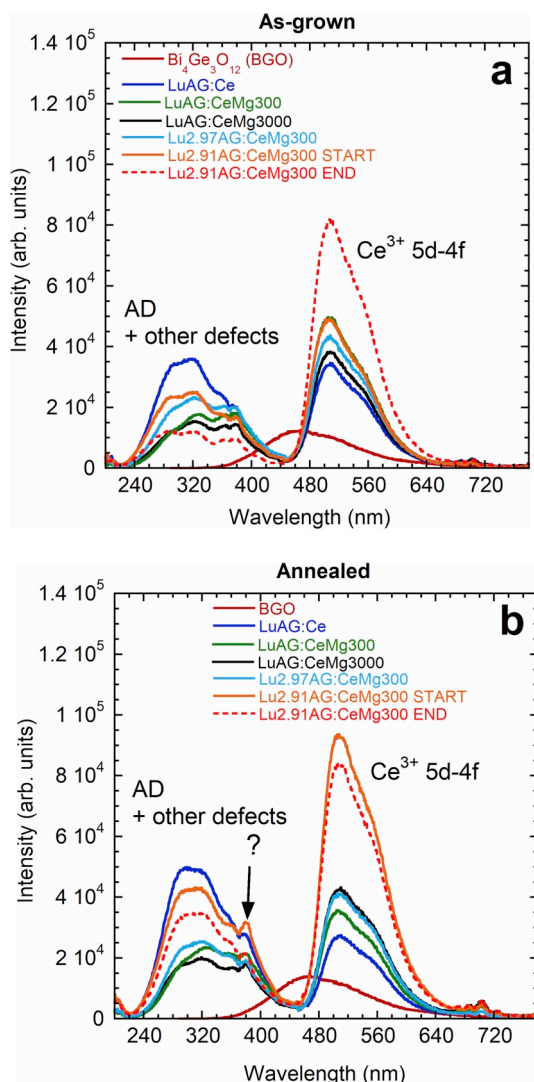 As-grown
a
1.4 10⁵
1.2 10⁵
1 10⁵
8 10⁴
6 10⁴
4 10⁴
2 10⁴
0
Intensity (arb. units)
Bi₄Ge₃O₁₂ (BGO)
LuAG:Ce
LuAG:CeMg300
LuAG:CeMg3000
Lu2.97AG:CeMg300
Lu2.91AG:CeMg300 START
Lu2.91AG:CeMg300 END
Ce³⁺ 5d-4f
AD
+ other defects
240 320 400 480 560 640 720
Wavelength (nm)
Annealed
b
1.4 10⁵
1.2 10⁵
1 10⁵
8 10⁴
6 10⁴
4 10⁴
2 10⁴
0
Intensity (arb. units)
BGO
LuAG:Ce
LuAG:CeMg300
LuAG:CeMg3000
Lu2.97AG:CeMg300
Lu2.91AG:CeMg300 START
Lu2.91AG:CeMg300 END
Ce³⁺ 5d-4f
AD
+ other defects
?
240 320 400 480 560 640 720
Wavelength (nm)